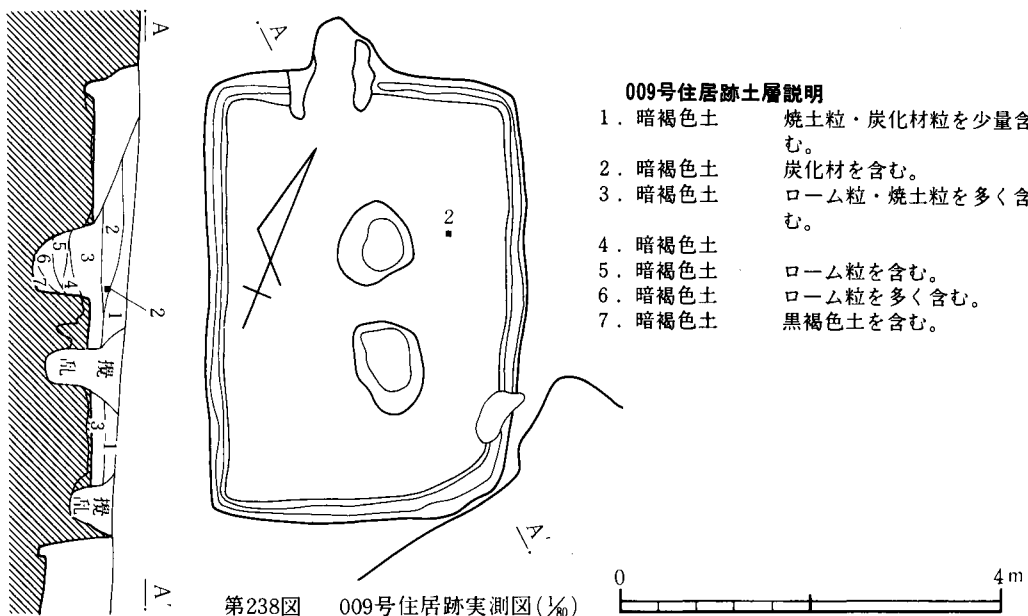 009号住居跡土層説明
1．暗褐色土 焼土粒・炭化材粒を少量含
む。
2．暗褐色土 炭化材を含む。
3．暗褐色土 ローム粒・焼土粒を多く含
む。
4．暗褐色土
5．暗褐色土 ローム粒を含む。
6．暗褐色土 ローム粒を多く含む。
7．暗褐色土 黒褐色土を含む。
A
A
2
2
5
3
6
4
7
1
2
攪乱
3
1
攪乱
A'
A'
0
4m
第238図 009号住居跡実測図(1/80)